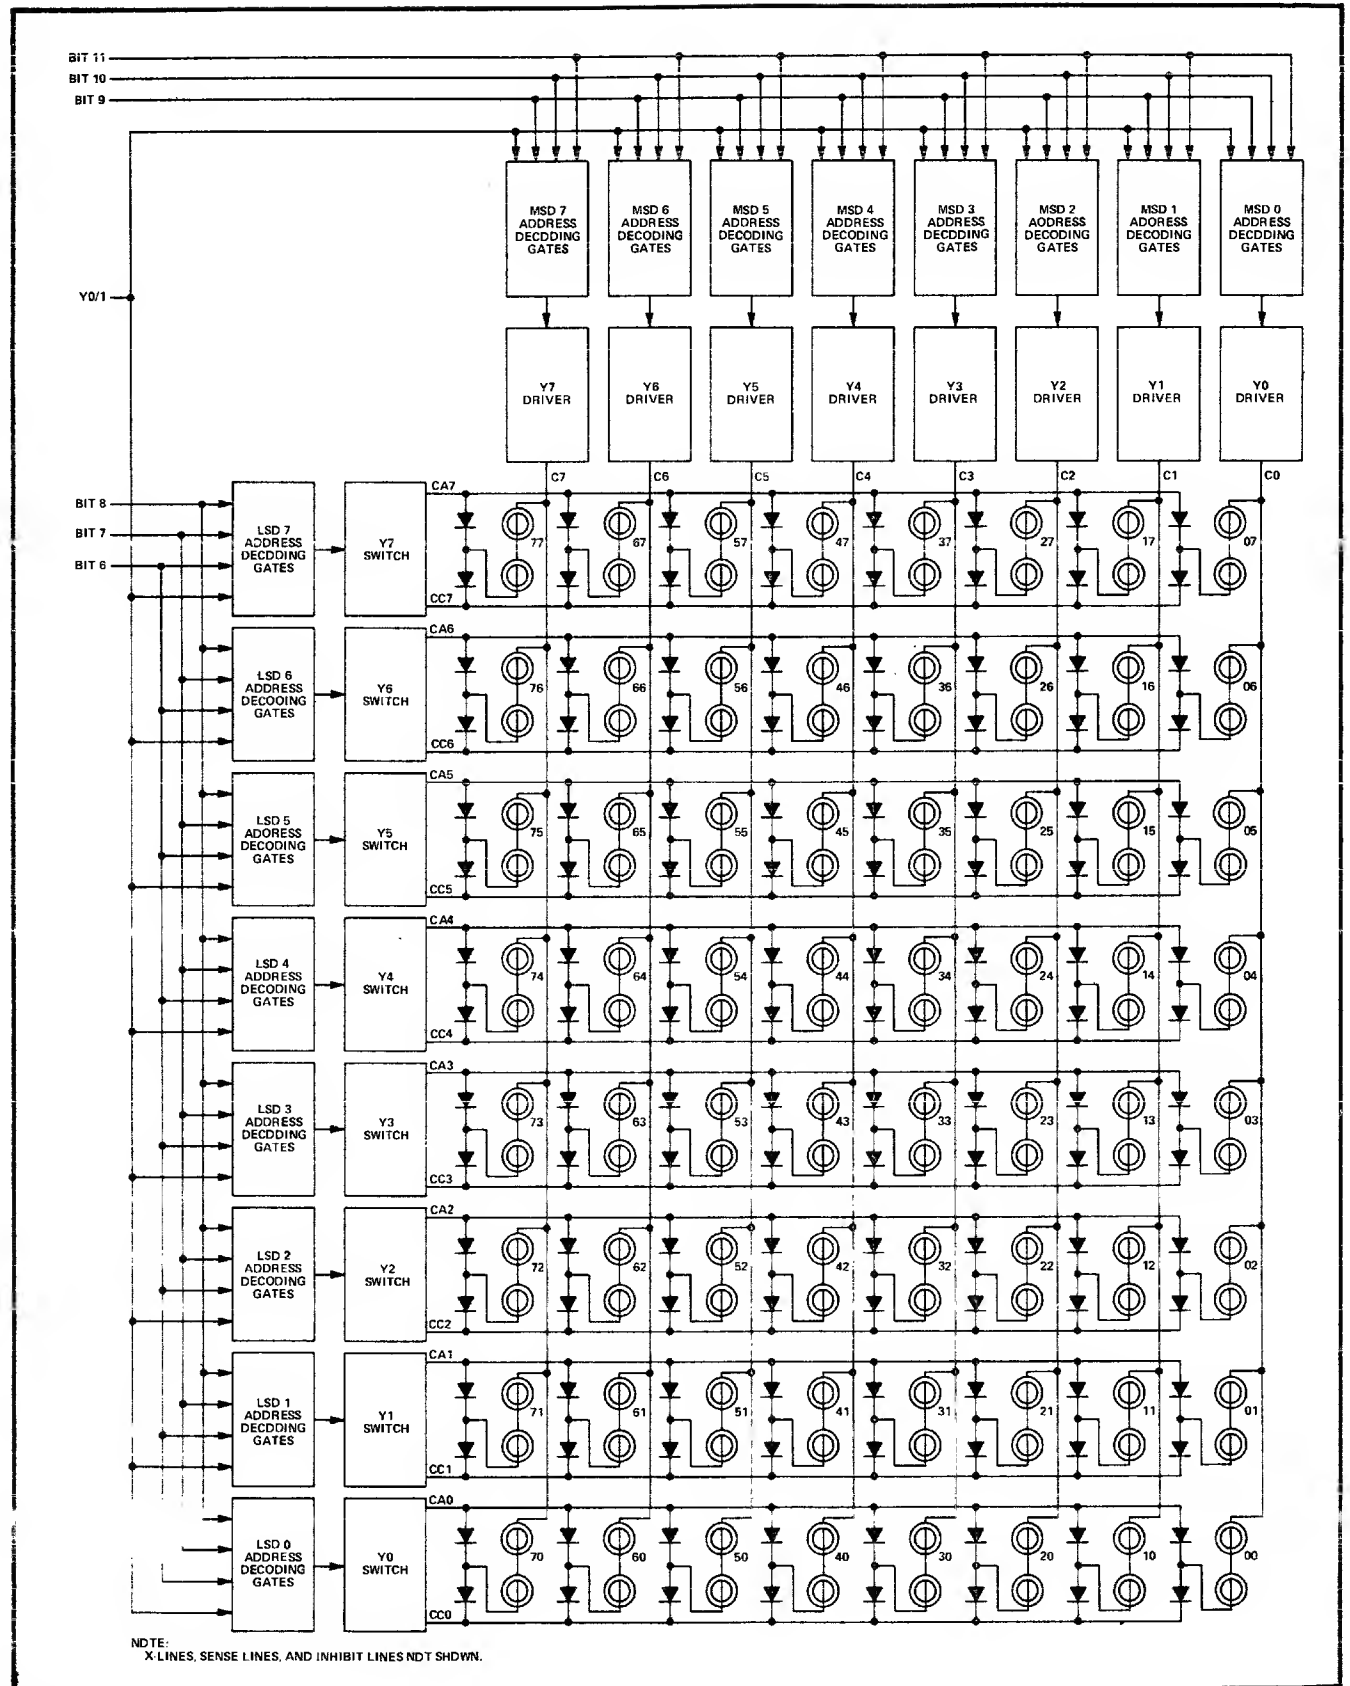 BIT 11
BIT 10
BIT 9
MSD 7 ADDRESS DECDDING GATES
MSD 6 ADDRESS DECODING GATES
MSD 5 ADDRESS DECODING GATES
MSD 4 ADDRESS DECODING GATES
MSD 3 ADDRESS DECDDING GATES
MSD 2 AODRESS DECODING GATES
MSD 1 ADDRESS DECODING GATES
MSD 0 ADDRESS DECDDING GATES
Y0/1
Y7 DRIVER
Y6 DRIVER
Y5 DRIVER
Y4 DRIVER
Y3 DRIVER
Y2 DRIVER
Y1 DRIVER
Y0 DRIVER
C7 C6 C5 C4 C3 C2 C1 C0
BIT 8
BIT 7
BIT 6
LSD 7 ADDRESS DECDDING GATES
Y7 SWITCH
CA7
77 67 57 47 37 27 17 07
CC7
LSD 6 ADDRESS DECODING GATES
Y6 SWITCH
CA6
76 66 56 46 36 26 16 06
CC6
LSD 5 ADORESS DECODING GATES
Y5 SWITCH
CA5
75 65 55 45 35 25 15 05
CC5
LSD 4 ADDRESS DECODING GATES
Y4 SWITCH
CA4
74 64 54 44 34 24 14 04
CC4
LSD 3 ADDRESS DECDDING GATES
Y3 SWITCH
CA3
73 63 53 43 33 23 13 03
CC3
LSD 2 ADDRESS DECODING GATES
Y2 SWITCH
CA2
72 62 52 42 32 22 12 02
CC2
LSD 1 ADDRESS DECDDING GATES
Y1 SWITCH
CA1
71 61 51 41 31 21 11 01
CC1
LSD 0 ADDRESS DECODING GATES
Y0 SWITCH
CA0
70 60 50 40 30 20 10 00
CC0
NDTE:
X-LINES, SENSE LINES, AND INHIBIT LINES NDT SHDWN.